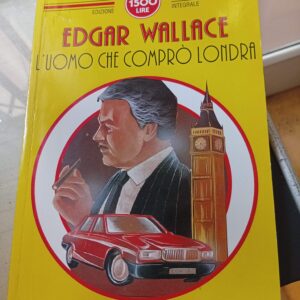 EDIZIONE
1500
LIRE
INTEGRALE
EDGAR WALLACE
L'UOMO CHE COMPRÒ LONDRA